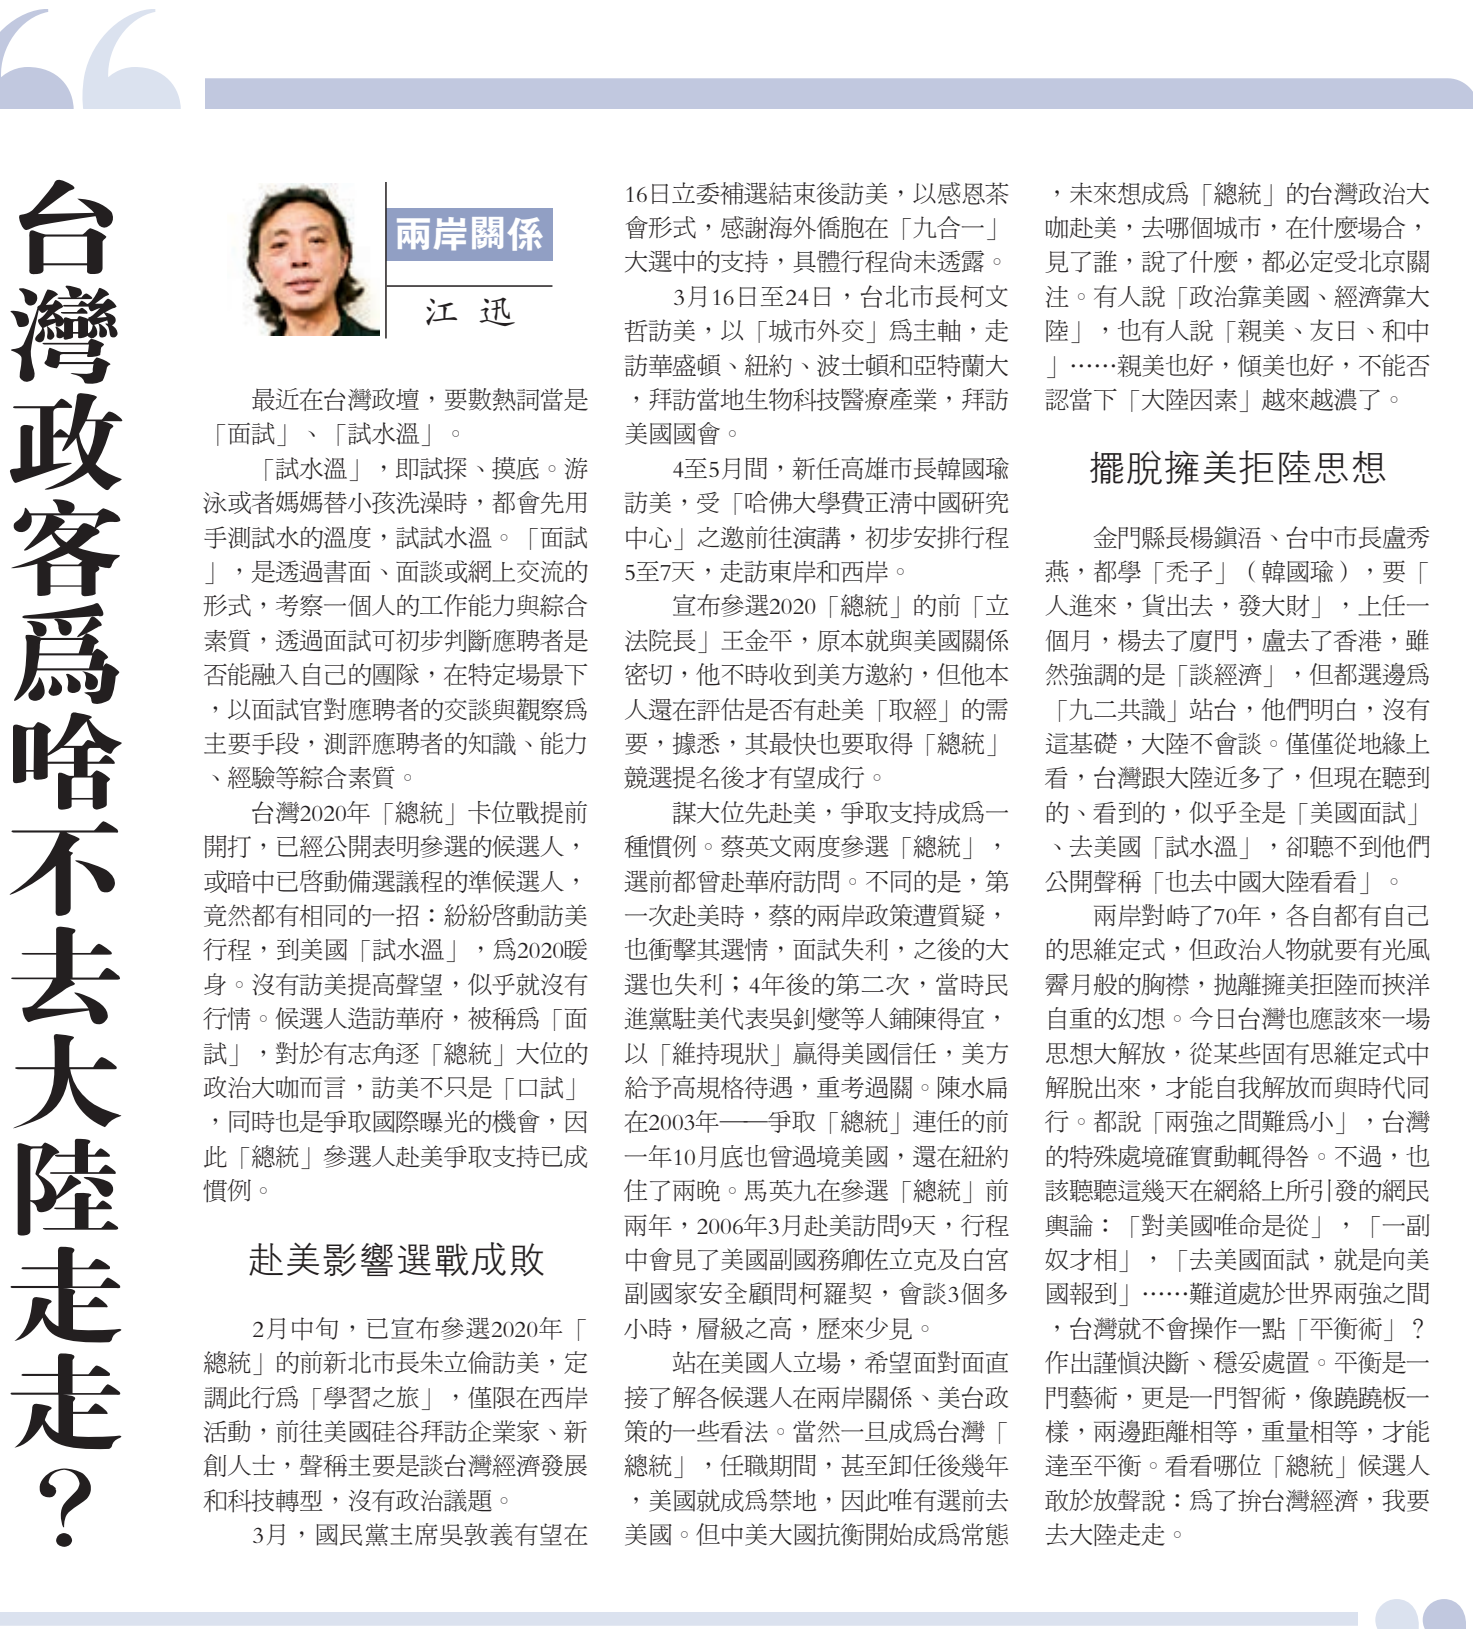 台灣政客爲啥不去大陸走走？
兩岸關係
江　迅
最近在台灣政壇，要數熱詞當是
「面試」、「試水溫」。
「試水溫」，即試探、摸底。游
泳或者媽媽替小孩洗澡時，都會先用
手測試水的溫度，試試水溫。「面試
」，是透過書面、面談或網上交流的
形式，考察一個人的工作能力與綜合
素質，透過面試可初步判斷應聘者是
否能融入自己的團隊，在特定場景下
，以面試官對應聘者的交談與觀察爲
主要手段，測評應聘者的知識、能力
、經驗等綜合素質。
台灣2020年「總統」卡位戰提前
開打，已經公開表明參選的候選人，
或暗中已啓動備選議程的準候選人，
竟然都有相同的一招：紛紛啓動訪美
行程，到美國「試水溫」，爲2020暖
身。沒有訪美提高聲望，似乎就沒有
行情。候選人造訪華府，被稱爲「面
試」，對於有志角逐「總統」大位的
政治大咖而言，訪美不只是「口試」
，同時也是爭取國際曝光的機會，因
此「總統」參選人赴美爭取支持已成
慣例。
赴美影響選戰成敗
2月中旬，已宣布參選2020年「
總統」的前新北市長朱立倫訪美，定
調此行爲「學習之旅」，僅限在西岸
活動，前往美國硅谷拜訪企業家、新
創人士，聲稱主要是談台灣經濟發展
和科技轉型，沒有政治議題。
3月，國民黨主席吳敦義有望在
16日立委補選結束後訪美，以感恩茶
會形式，感謝海外僑胞在「九合一」
大選中的支持，具體行程尚未透露。
3月16日至24日，台北市長柯文
哲訪美，以「城市外交」爲主軸，走
訪華盛頓、紐約、波士頓和亞特蘭大
，拜訪當地生物科技醫療產業，拜訪
美國國會。
4至5月間，新任高雄市長韓國瑜
訪美，受「哈佛大學費正清中國研究
中心」之邀前往演講，初步安排行程
5至7天，走訪東岸和西岸。
宣布參選2020「總統」的前「立
法院長」王金平，原本就與美國關係
密切，他不時收到美方邀約，但他本
人還在評估是否有赴美「取經」的需
要，據悉，其最快也要取得「總統」
競選提名後才有望成行。
謀大位先赴美，爭取支持成爲一
種慣例。蔡英文兩度參選「總統」，
選前都曾赴華府訪問。不同的是，第
一次赴美時，蔡的兩岸政策遭質疑，
也衝擊其選情，面試失利，之後的大
選也失利；4年後的第二次，當時民
進黨駐美代表吳釗燮等人鋪陳得宜，
以「維持現狀」贏得美國信任，美方
給予高規格待遇，重考過關。陳水扁
在2003年——爭取「總統」連任的前
一年10月底也曾過境美國，還在紐約
住了兩晚。馬英九在參選「總統」前
兩年，2006年3月赴美訪問9天，行程
中會見了美國副國務卿佐立克及白宮
副國家安全顧問柯羅契，會談3個多
小時，層級之高，歷來少見。
站在美國人立場，希望面對面直
接了解各候選人在兩岸關係、美台政
策的一些看法。當然一旦成爲台灣「
總統」，任職期間，甚至卸任後幾年
，美國就成爲禁地，因此唯有選前去
美國。但中美大國抗衡開始成爲常態
，未來想成爲「總統」的台灣政治大
咖赴美，去哪個城市，在什麼場合，
見了誰，說了什麼，都必定受北京關
注。有人說「政治靠美國、經濟靠大
陸」，也有人說「親美、友日、和中
」……親美也好，傾美也好，不能否
認當下「大陸因素」越來越濃了。
擺脫擁美拒陸思想
金門縣長楊鎮浯、台中市長盧秀
燕，都學「禿子」（韓國瑜），要「
人進來，貨出去，發大財」，上任一
個月，楊去了廈門，盧去了香港，雖
然強調的是「談經濟」，但都選邊爲
「九二共識」站台，他們明白，沒有
這基礎，大陸不會談。僅僅從地緣上
看，台灣跟大陸近多了，但現在聽到
的、看到的，似乎全是「美國面試」
、去美國「試水溫」，卻聽不到他們
公開聲稱「也去中國大陸看看」。
兩岸對峙了70年，各自都有自己
的思維定式，但政治人物就要有光風
霽月般的胸襟，拋離擁美拒陸而挾洋
自重的幻想。今日台灣也應該來一場
思想大解放，從某些固有思維定式中
解脫出來，才能自我解放而與時代同
行。都說「兩強之間難爲小」，台灣
的特殊處境確實動輒得咎。不過，也
該聽聽這幾天在網絡上所引發的網民
輿論：「對美國唯命是從」，「一副
奴才相」，「去美國面試，就是向美
國報到」……難道處於世界兩強之間
，台灣就不會操作一點「平衡術」？
作出謹慎決斷、穩妥處置。平衡是一
門藝術，更是一門智術，像蹺蹺板一
樣，兩邊距離相等，重量相等，才能
達至平衡。看看哪位「總統」候選人
敢於放聲說：爲了拚台灣經濟，我要
去大陸走走。